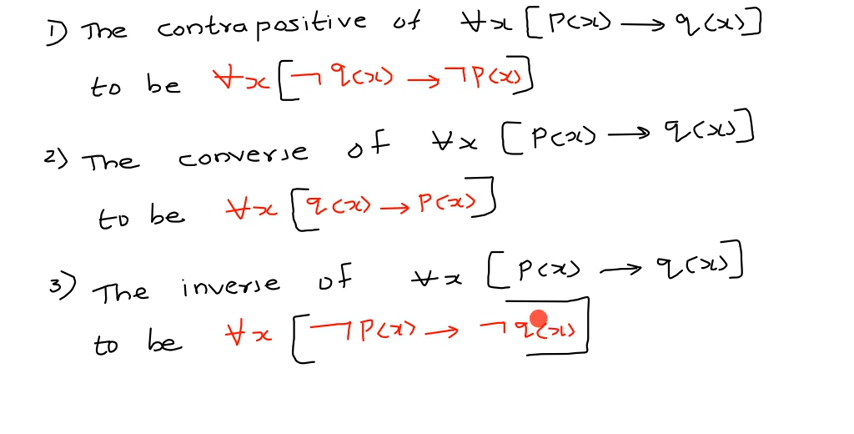 1) The contrapositive of ∀x [P(x) → q(x)]
to be ∀x[¬q(x) → ¬P(x)]
2) The converse of ∀x [P(x) → q(x)]
to be ∀x [q(x) → P(x)]
3) The inverse of ∀x [P(x) → q(x)]
to be ∀x [¬P(x) → ¬q(x)]